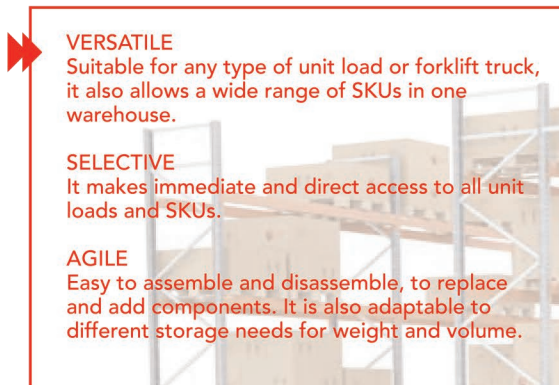 VERSATILE
Suitable for any type of unit load or forklift truck,
it also allows a wide range of SKUs in one
warehouse.
SELECTIVE
It makes immediate and direct access to all unit
loads and SKUs.
AGILE
Easy to assemble and disassemble, to replace
and add components. It is also adaptable to
different storage needs for weight and volume.